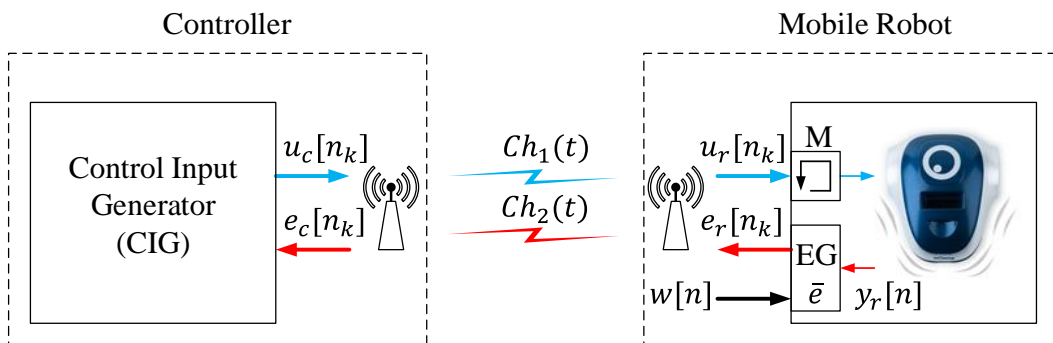 Controller
Mobile Robot
Control Input
Generator
(CIG)
u_c[n_k]
e_c[n_k]
Ch_1(t)
Ch_2(t)
u_r[n_k]
e_r[n_k]
w[n]
M
EG
ē
y_r[n]